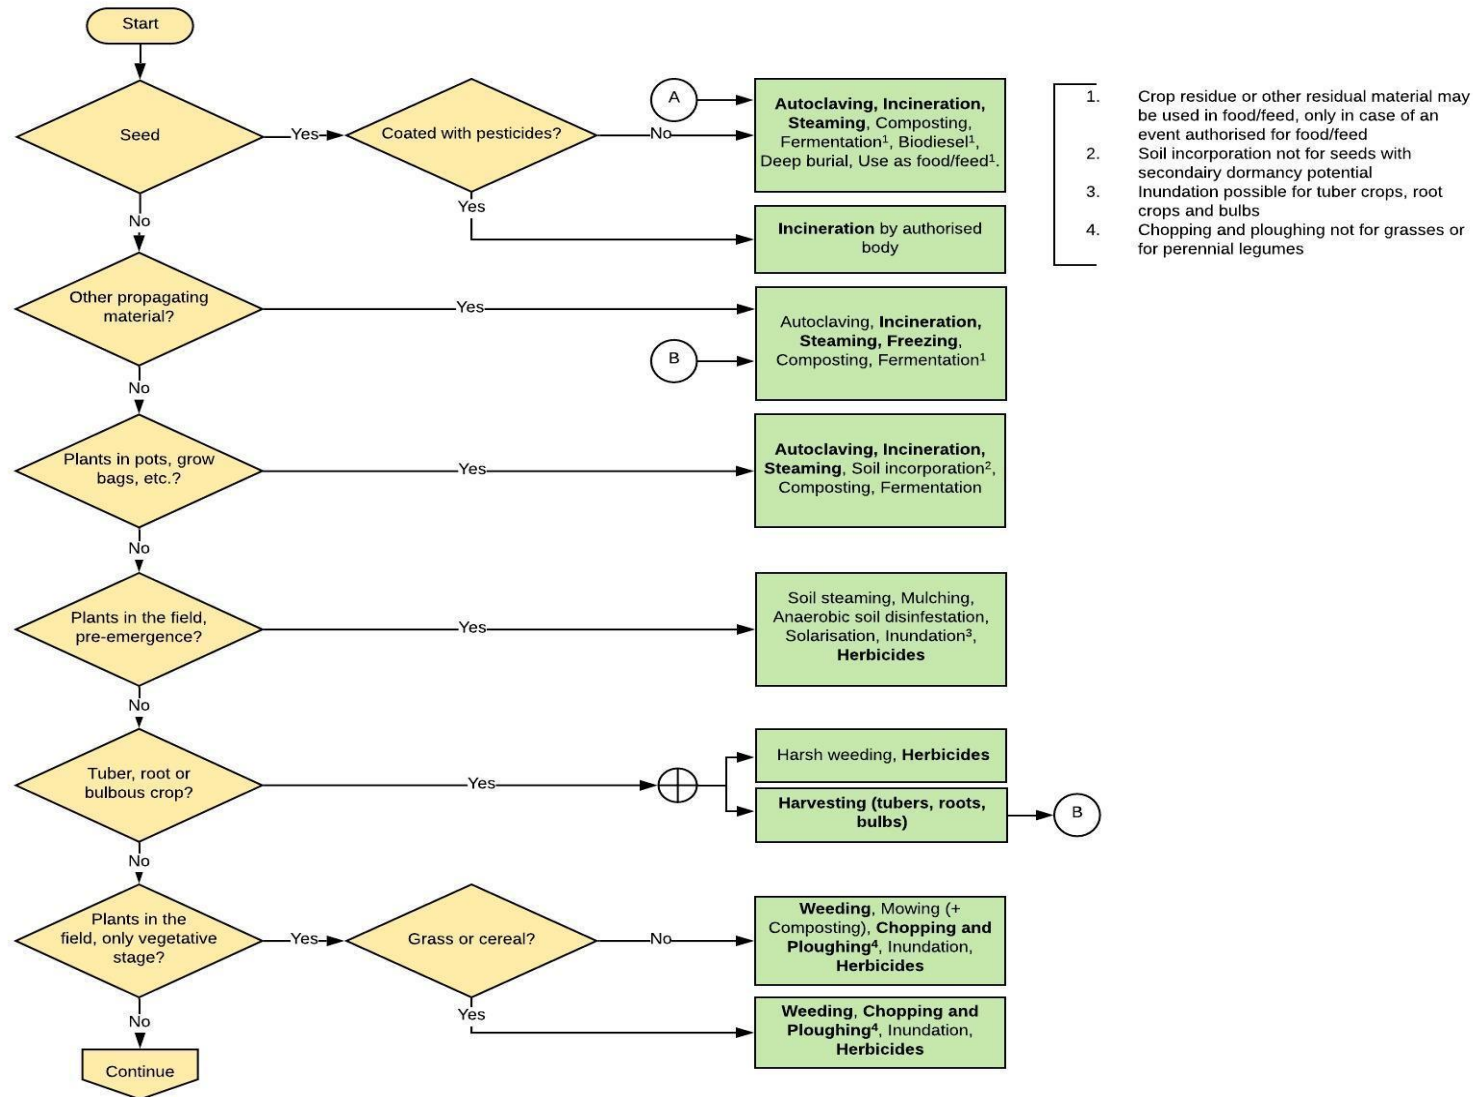 Start
Seed
Yes
Coated with pesticides?
No
A
Autoclaving, Incineration,
Steaming, Composting,
Fermentation¹, Biodiesel¹,
Deep burial, Use as food/feed¹.
1. Crop residue or other residual material may
be used in food/feed, only in case of an
event authorised for food/feed
2. Soil incorporation not for seeds with
secondairy dormancy potential
3. Inundation possible for tuber crops, root
crops and bulbs
4. Chopping and ploughing not for grasses or
for perennial legumes
Yes
Incineration by authorised
body
No
Other propagating
material?
Yes
B
Autoclaving, Incineration,
Steaming, Freezing,
Composting, Fermentation¹
No
Plants in pots, grow
bags, etc.?
Yes
Autoclaving, Incineration,
Steaming, Soil incorporation²,
Composting, Fermentation
No
Plants in the field,
pre-emergence?
Yes
Soil steaming, Mulching,
Anaerobic soil disinfestation,
Solarisation, Inundation³,
Herbicides
No
Tuber, root or
bulbous crop?
Yes
Harsh weeding, Herbicides
Harvesting (tubers, roots,
bulbs)
B
No
Plants in the
field, only vegetative
stage?
Yes
Grass or cereal?
No
Weeding, Mowing (+
Composting), Chopping and
Ploughing⁴, Inundation,
Herbicides
Yes
Weeding, Chopping and
Ploughing⁴, Inundation,
Herbicides
No
Continue